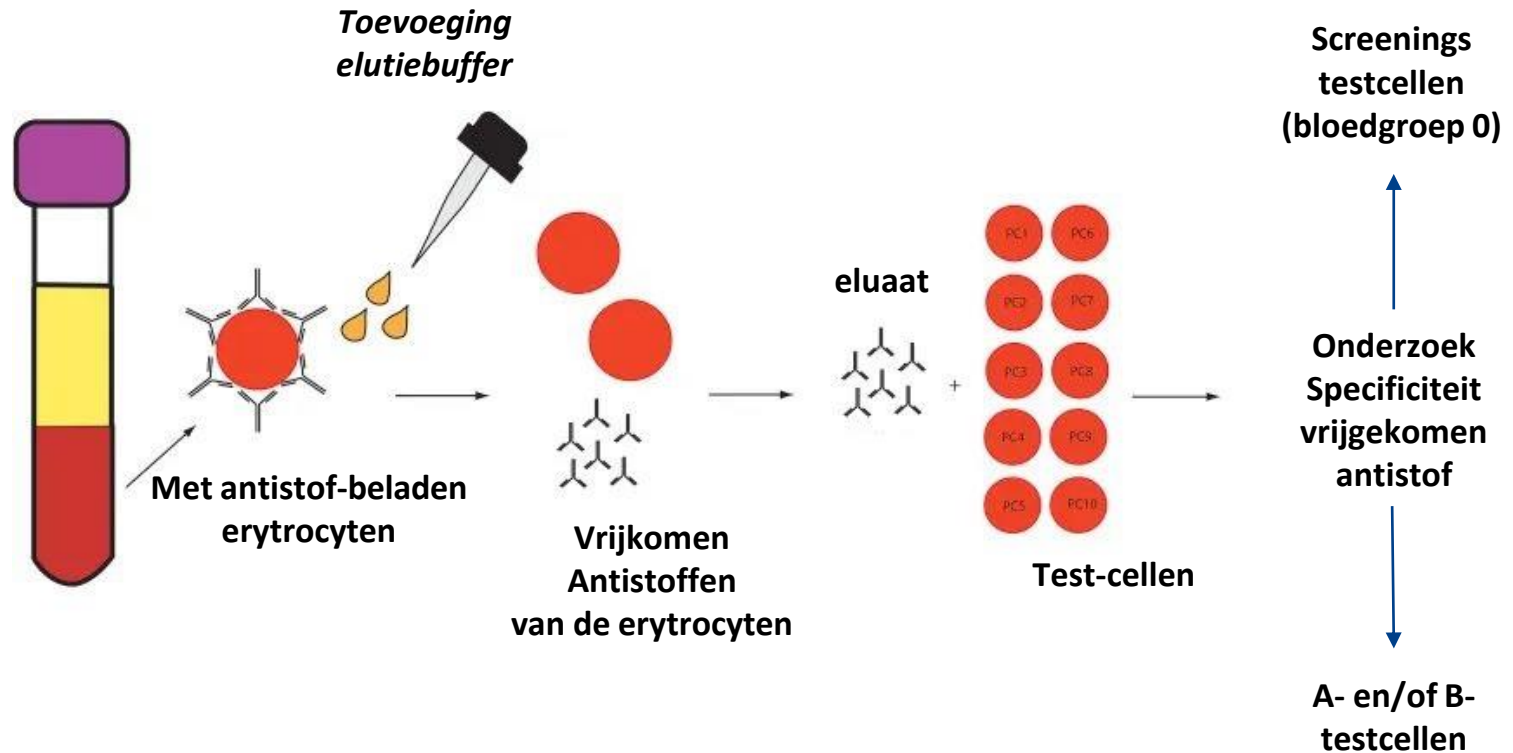 Toevoeging
elutiebuffer
Met antistof-beladen
erytrocyten
Vrijkomen
Antistoffen
van de erytrocyten
eluaat
+
PC1 PC6
PC2 PC7
PC3 PC8
PC4 PC9
PC5 PC10
Test-cellen
Screenings
testcellen
(bloedgroep 0)
Onderzoek
Specificiteit
vrijgekomen
antistof
A- en/of B-
testcellen